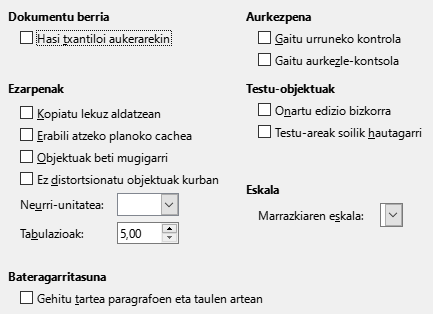 Dokumentu berria
Hasi txantiloi aukerarekin
Aurkezpena
Gaitu urruneko kontrola
Gaitu aurkezle-kontsola
Ezarpenak
Kopiatu lekuz aldatzean
Erabili atzeko planoko cachea
Objektuak beti mugigarri
Ez distortsionatu objektuak kurban
Neurri-unitatea:
Tabulazioak: 5,00
Testu-objektuak
Onartu edizio bizkorra
Testu-areak soilik hautagarri
Eskala
Marrazkiaren eskala:
Bateragarritasuna
Gehitu tartea paragrafoen eta taulen artean